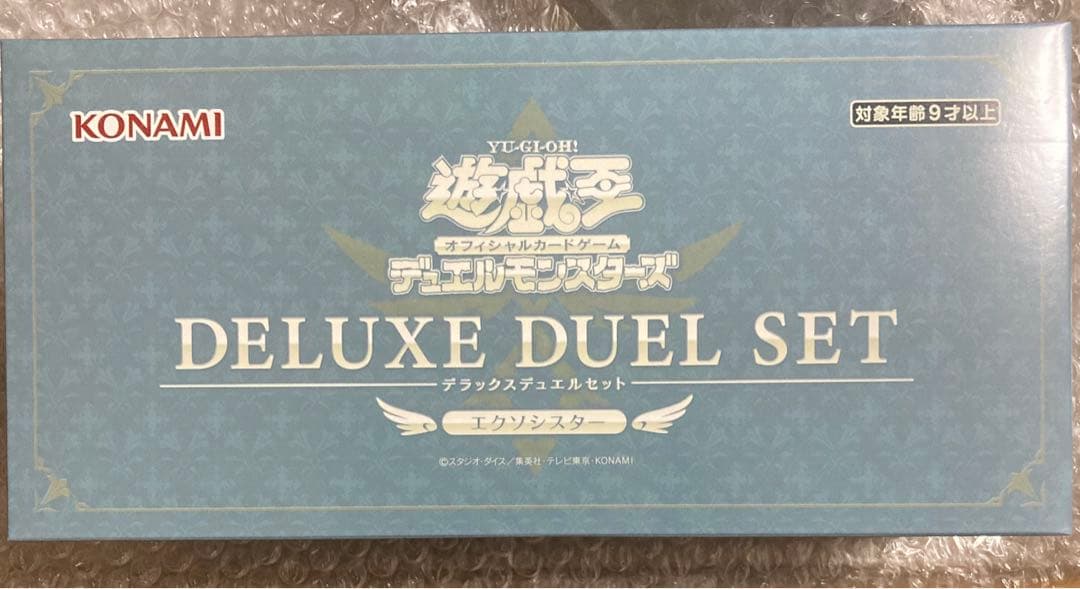 KONAMI
対象年齢9才以上
YU-GI-OH!
遊戯王
オフィシャルカードゲーム
デュエルモンスターズ
DELUXE DUEL SET
デラックスデュエルセット
エクソシスター
©スタジオ・ダイス／集英社・テレビ東京・KONAMI